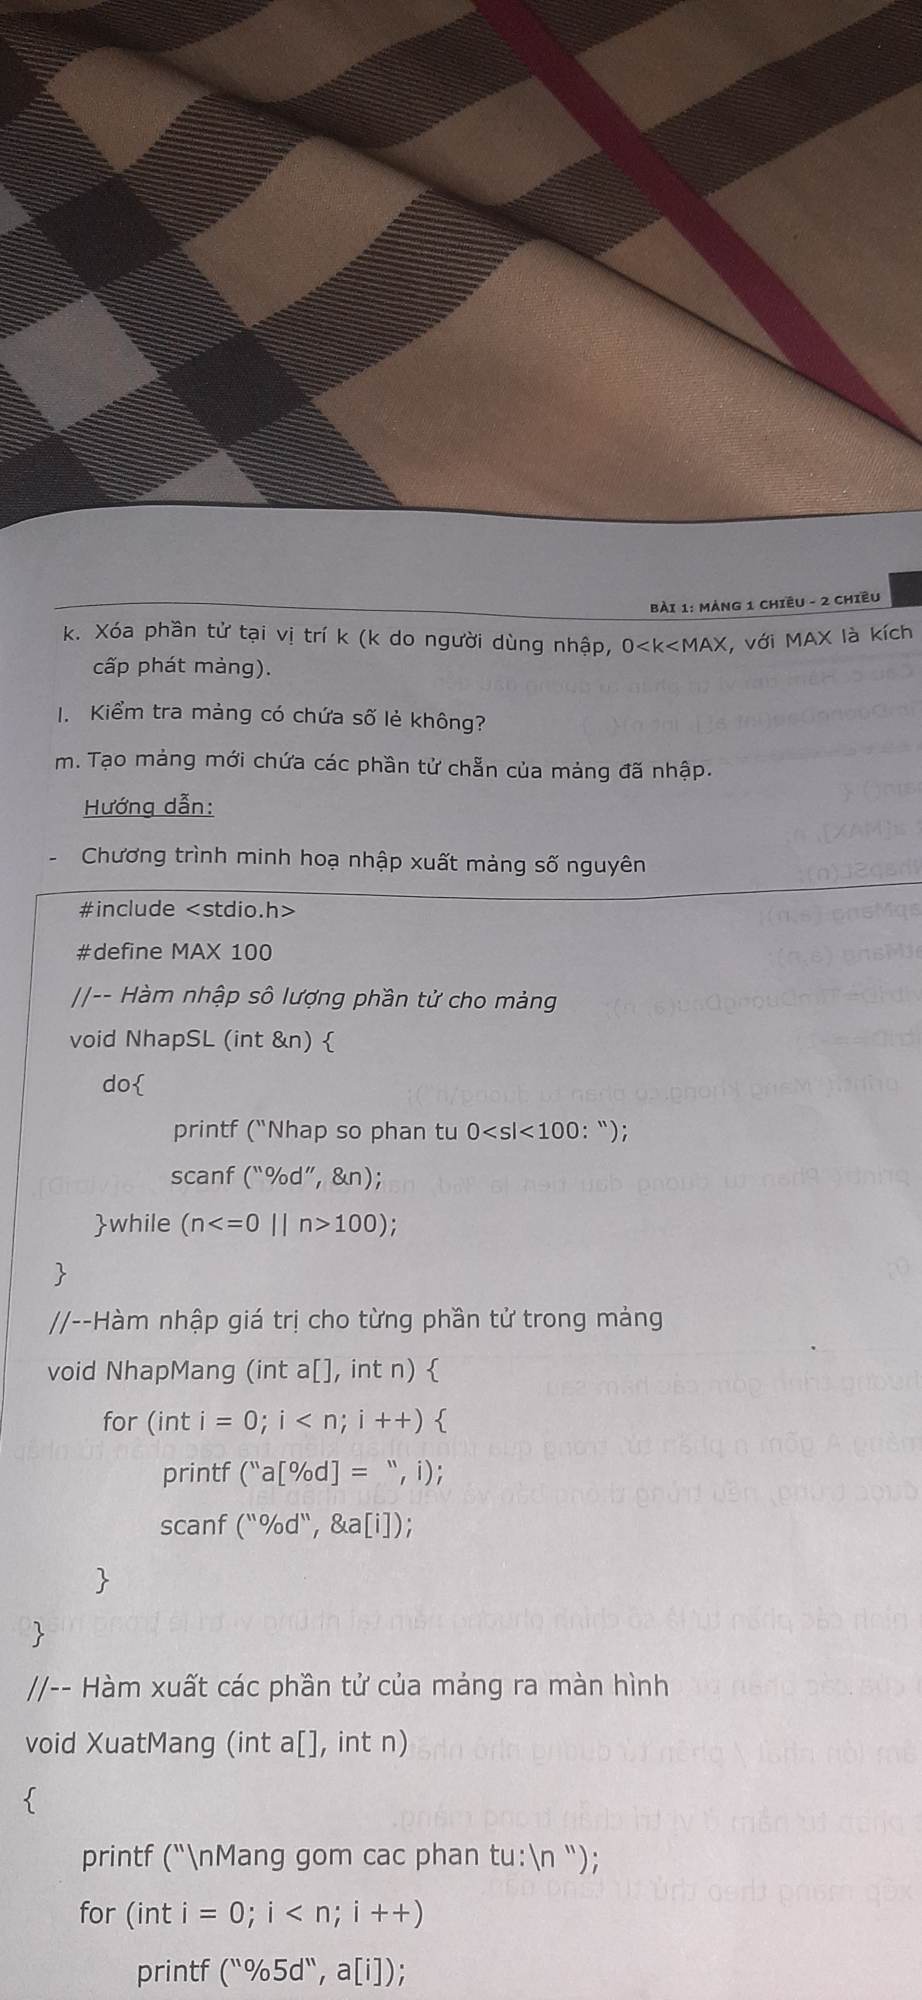 BÀI 1: MẢNG 1 CHIỀU - 2 CHIỀU
k. Xóa phần tử tại vị trí k (k do người dùng nhập, 0<k<MAX, với MAX là kích
cấp phát mảng).
l. Kiểm tra mảng có chứa số lẻ không?
m. Tạo mảng mới chứa các phần tử chẵn của mảng đã nhập.
Hướng dẫn:
- Chương trình minh hoạ nhập xuất mảng số nguyên
#include <stdio.h>
#define MAX 100
//-- Hàm nhập sô lượng phần tử cho mảng
void NhapSL (int &n) {
do{
printf (“Nhap so phan tu 0<sl<100: “);
scanf (“%d”, &n);
}while (n<=0 || n>100);
}
//--Hàm nhập giá trị cho từng phần tử trong mảng
void NhapMang (int a[], int n) {
for (int i = 0; i < n; i ++) {
printf (“a[%d] = “, i);
scanf (“%d“, &a[i]);
}
}
//-- Hàm xuất các phần tử của mảng ra màn hình
void XuatMang (int a[], int n)
{
printf (“\nMang gom cac phan tu:\n “);
for (int i = 0; i < n; i ++)
printf (“%5d“, a[i]);